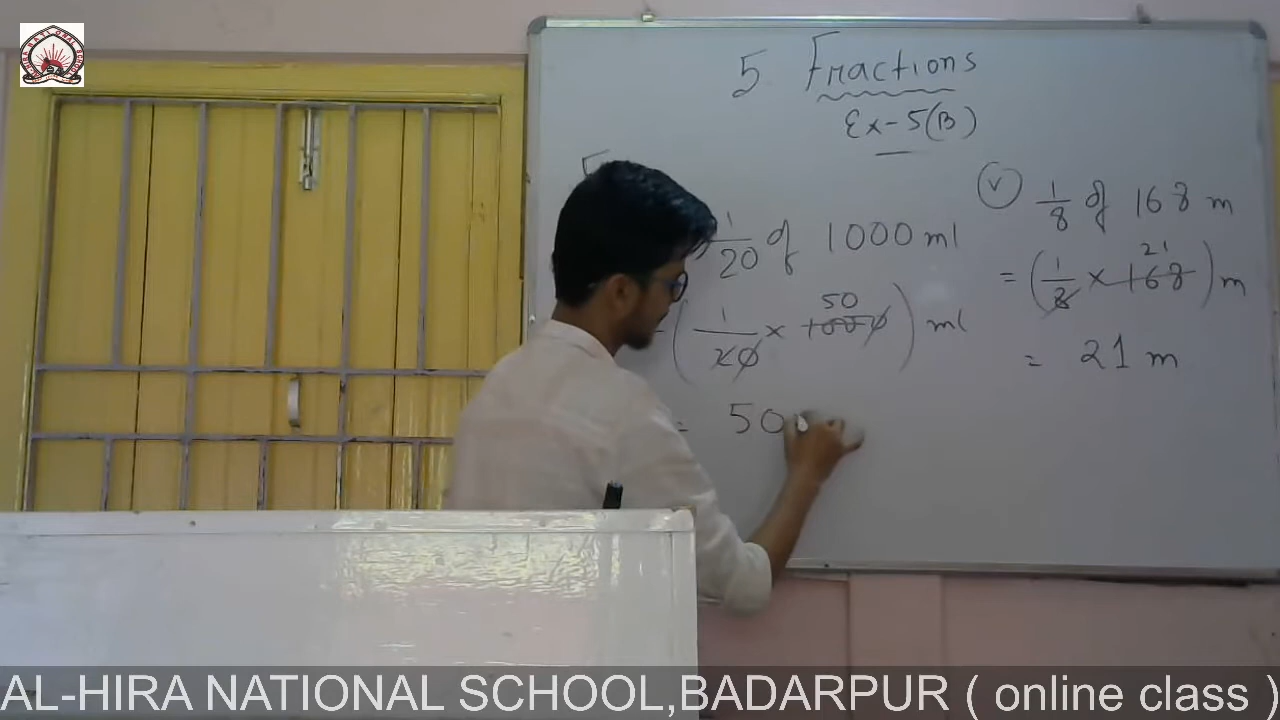 5 Fractions
Ex-5(B)
1/20 of 1000 ml
= (1/20 × 1000) ml
50
= 50
(v) 1/8 of 168 m
21
= (1/8 × 168) m
= 21 m
AL-HIRA NATIONAL SCHOOL,BADARPUR ( online class )